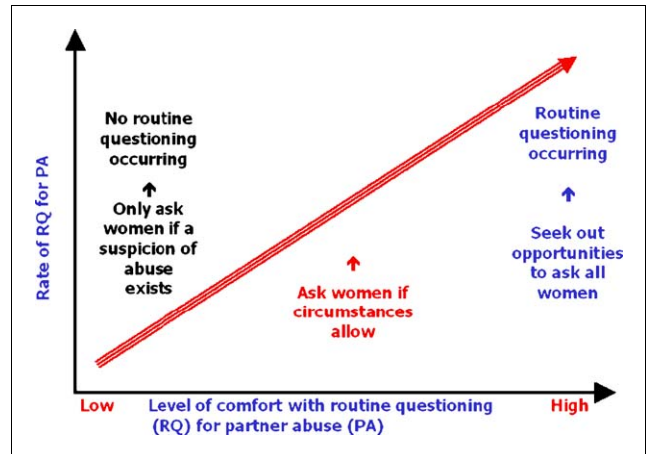 Rate of RQ for PA
No routine
questioning
occurring
Only ask
women if a
suspicion of
abuse
exists
Ask women if
circumstances
allow
Routine
questioning
occurring
Seek out
opportunities
to ask all
women
Low
Level of comfort with routine questioning
(RQ) for partner abuse (PA)
High